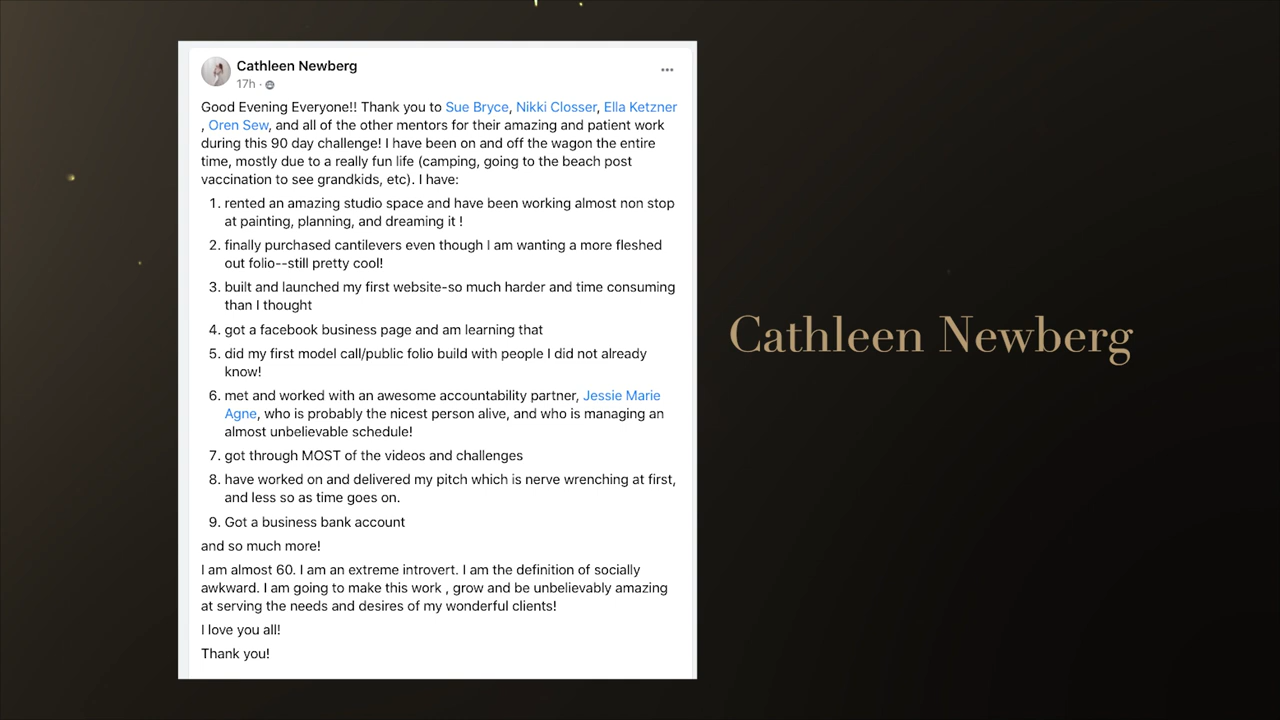 Cathleen Newberg
17h ·
Good Evening Everyone!! Thank you to Sue Bryce, Nikki Closser, Ella Ketzner
, Oren Sew, and all of the other mentors for their amazing and patient work
during this 90 day challenge! I have been on and off the wagon the entire
time, mostly due to a really fun life (camping, going to the beach post
vaccination to see grandkids, etc). I have:
1. rented an amazing studio space and have been working almost non stop
at painting, planning, and dreaming it !
2. finally purchased cantilevers even though I am wanting a more fleshed
out folio--still pretty cool!
3. built and launched my first website-so much harder and time consuming
than I thought
4. got a facebook business page and am learning that
5. did my first model call/public folio build with people I did not already
know!
6. met and worked with an awesome accountability partner, Jessie Marie
Agne, who is probably the nicest person alive, and who is managing an
almost unbelievable schedule!
7. got through MOST of the videos and challenges
8. have worked on and delivered my pitch which is nerve wrenching at first,
and less so as time goes on.
9. Got a business bank account
and so much more!
I am almost 60. I am an extreme introvert. I am the definition of socially
awkward. I am going to make this work , grow and be unbelievably amazing
at serving the needs and desires of my wonderful clients!
I love you all!
Thank you!
Cathleen Newberg